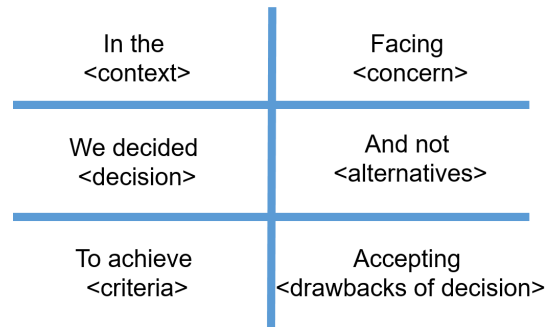 In the
<context>
Facing
<concern>
We decided
<decision>
And not
<alternatives>
To achieve
<criteria>
Accepting
<drawbacks of decision>